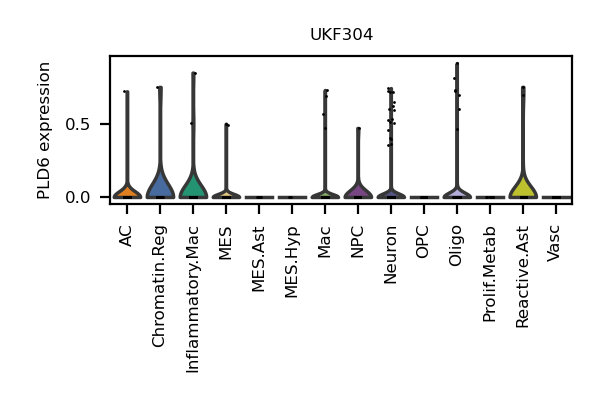 UKF304
PLD6 expression
0.5
0.0
AC
Chromatin.Reg
Inflammatory.Mac
MES
MES.Ast
MES.Hyp
Mac
NPC
Neuron
OPC
Oligo
Prolif.Metab
Reactive.Ast
Vasc